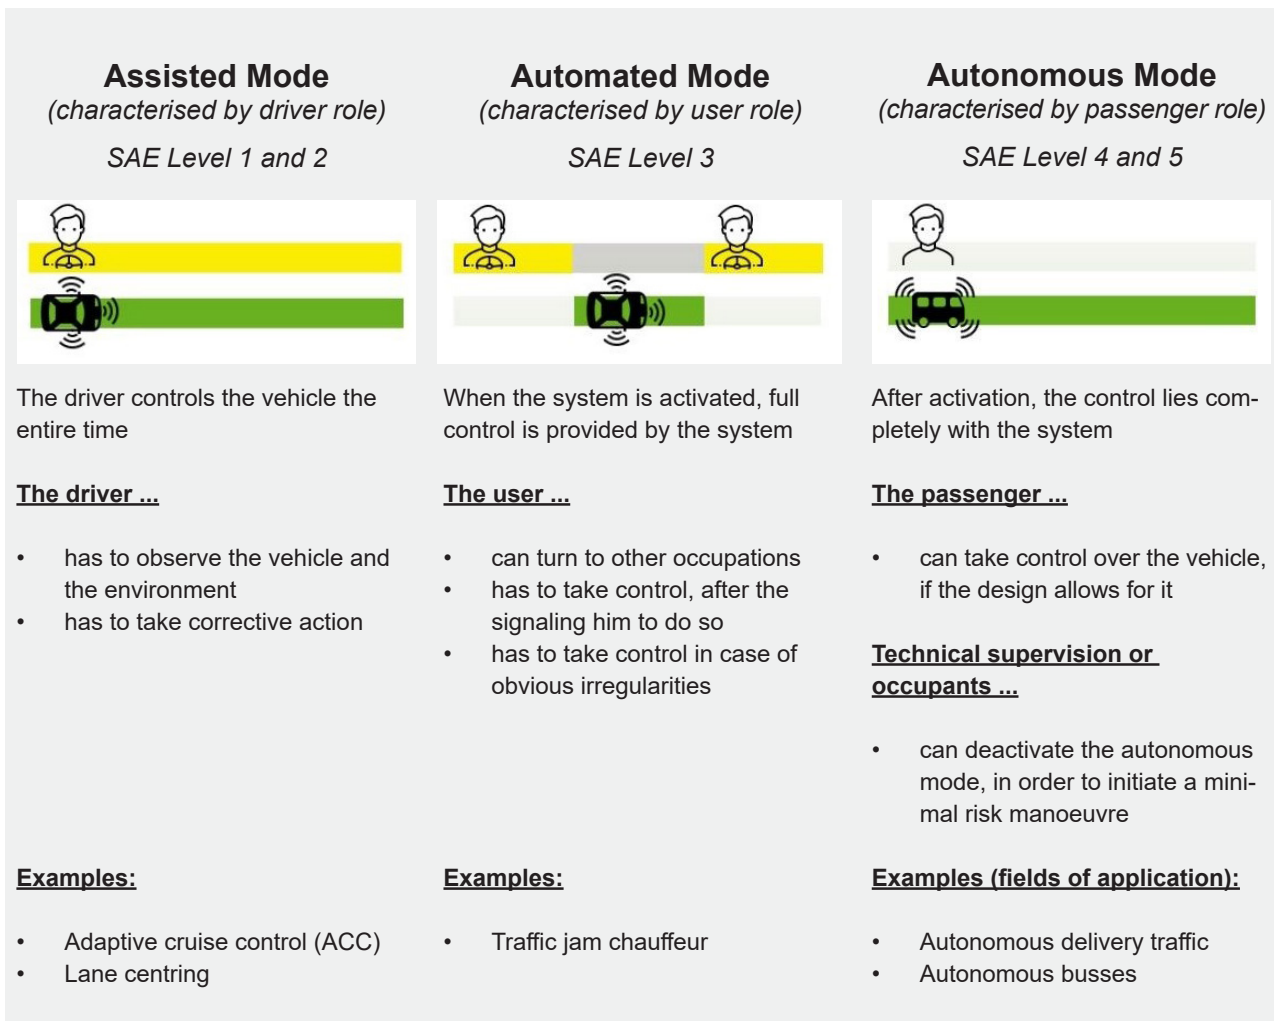 Assisted Mode
(characterised by driver role)
SAE Level 1 and 2
The driver controls the vehicle the
entire time
The driver ...
• has to observe the vehicle and
the environment
• has to take corrective action
Examples:
• Adaptive cruise control (ACC)
• Lane centring
Automated Mode
(characterised by user role)
SAE Level 3
When the system is activated, full
control is provided by the system
The user ...
• can turn to other occupations
• has to take control, after the
signaling him to do so
• has to take control in case of
obvious irregularities
Examples:
• Traffic jam chauffeur
Autonomous Mode
(characterised by passenger role)
SAE Level 4 and 5
After activation, the control lies com-
pletely with the system
The passenger ...
• can take control over the vehicle,
if the design allows for it
Technical supervision or
occupants ...
• can deactivate the autonomous
mode, in order to initiate a mini-
mal risk manoeuvre
Examples (fields of application):
• Autonomous delivery traffic
• Autonomous busses